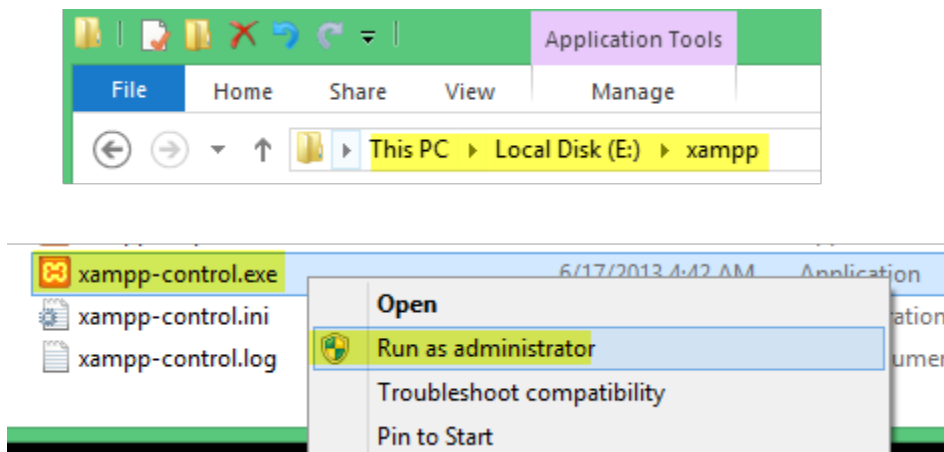 Application Tools
File Home Share View Manage
This PC Local Disk (E:) xampp
xampp-control.exe 6/17/2013 4:42 AM Application
Open
xampp-control.ini
Run as administrator
xampp-control.log
Troubleshoot compatibility
Pin to Start